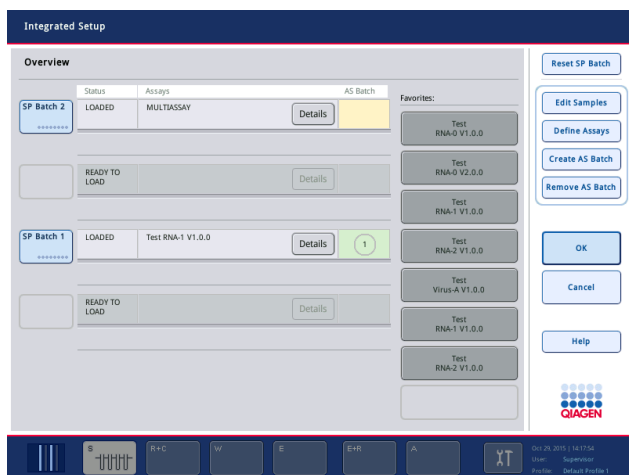 Integrated Setup
Overview
Status Assays AS Batch
SP Batch 2
LOADED MULTIASSAY Details
READY TO
LOAD Details
SP Batch 1
LOADED Test RNA-1 V1.0.0 Details 1
READY TO
LOAD Details
Favorites:
Test
RNA-0 V1.0.0
Test
RNA-0 V2.0.0
Test
RNA-1 V1.0.0
Test
RNA-2 V1.0.0
Test
Virus-A V1.0.0
Test
RNA-1 V1.0.0
Test
RNA-2 V1.0.0
Reset SP Batch
Edit Samples
Define Assays
Create AS Batch
Remove AS Batch
OK
Cancel
Help
QIAGEN
S R+C W E E+R A
Oct 29, 2015 | 14:17:54
User: Supervisor
Profile: Default Profile 1